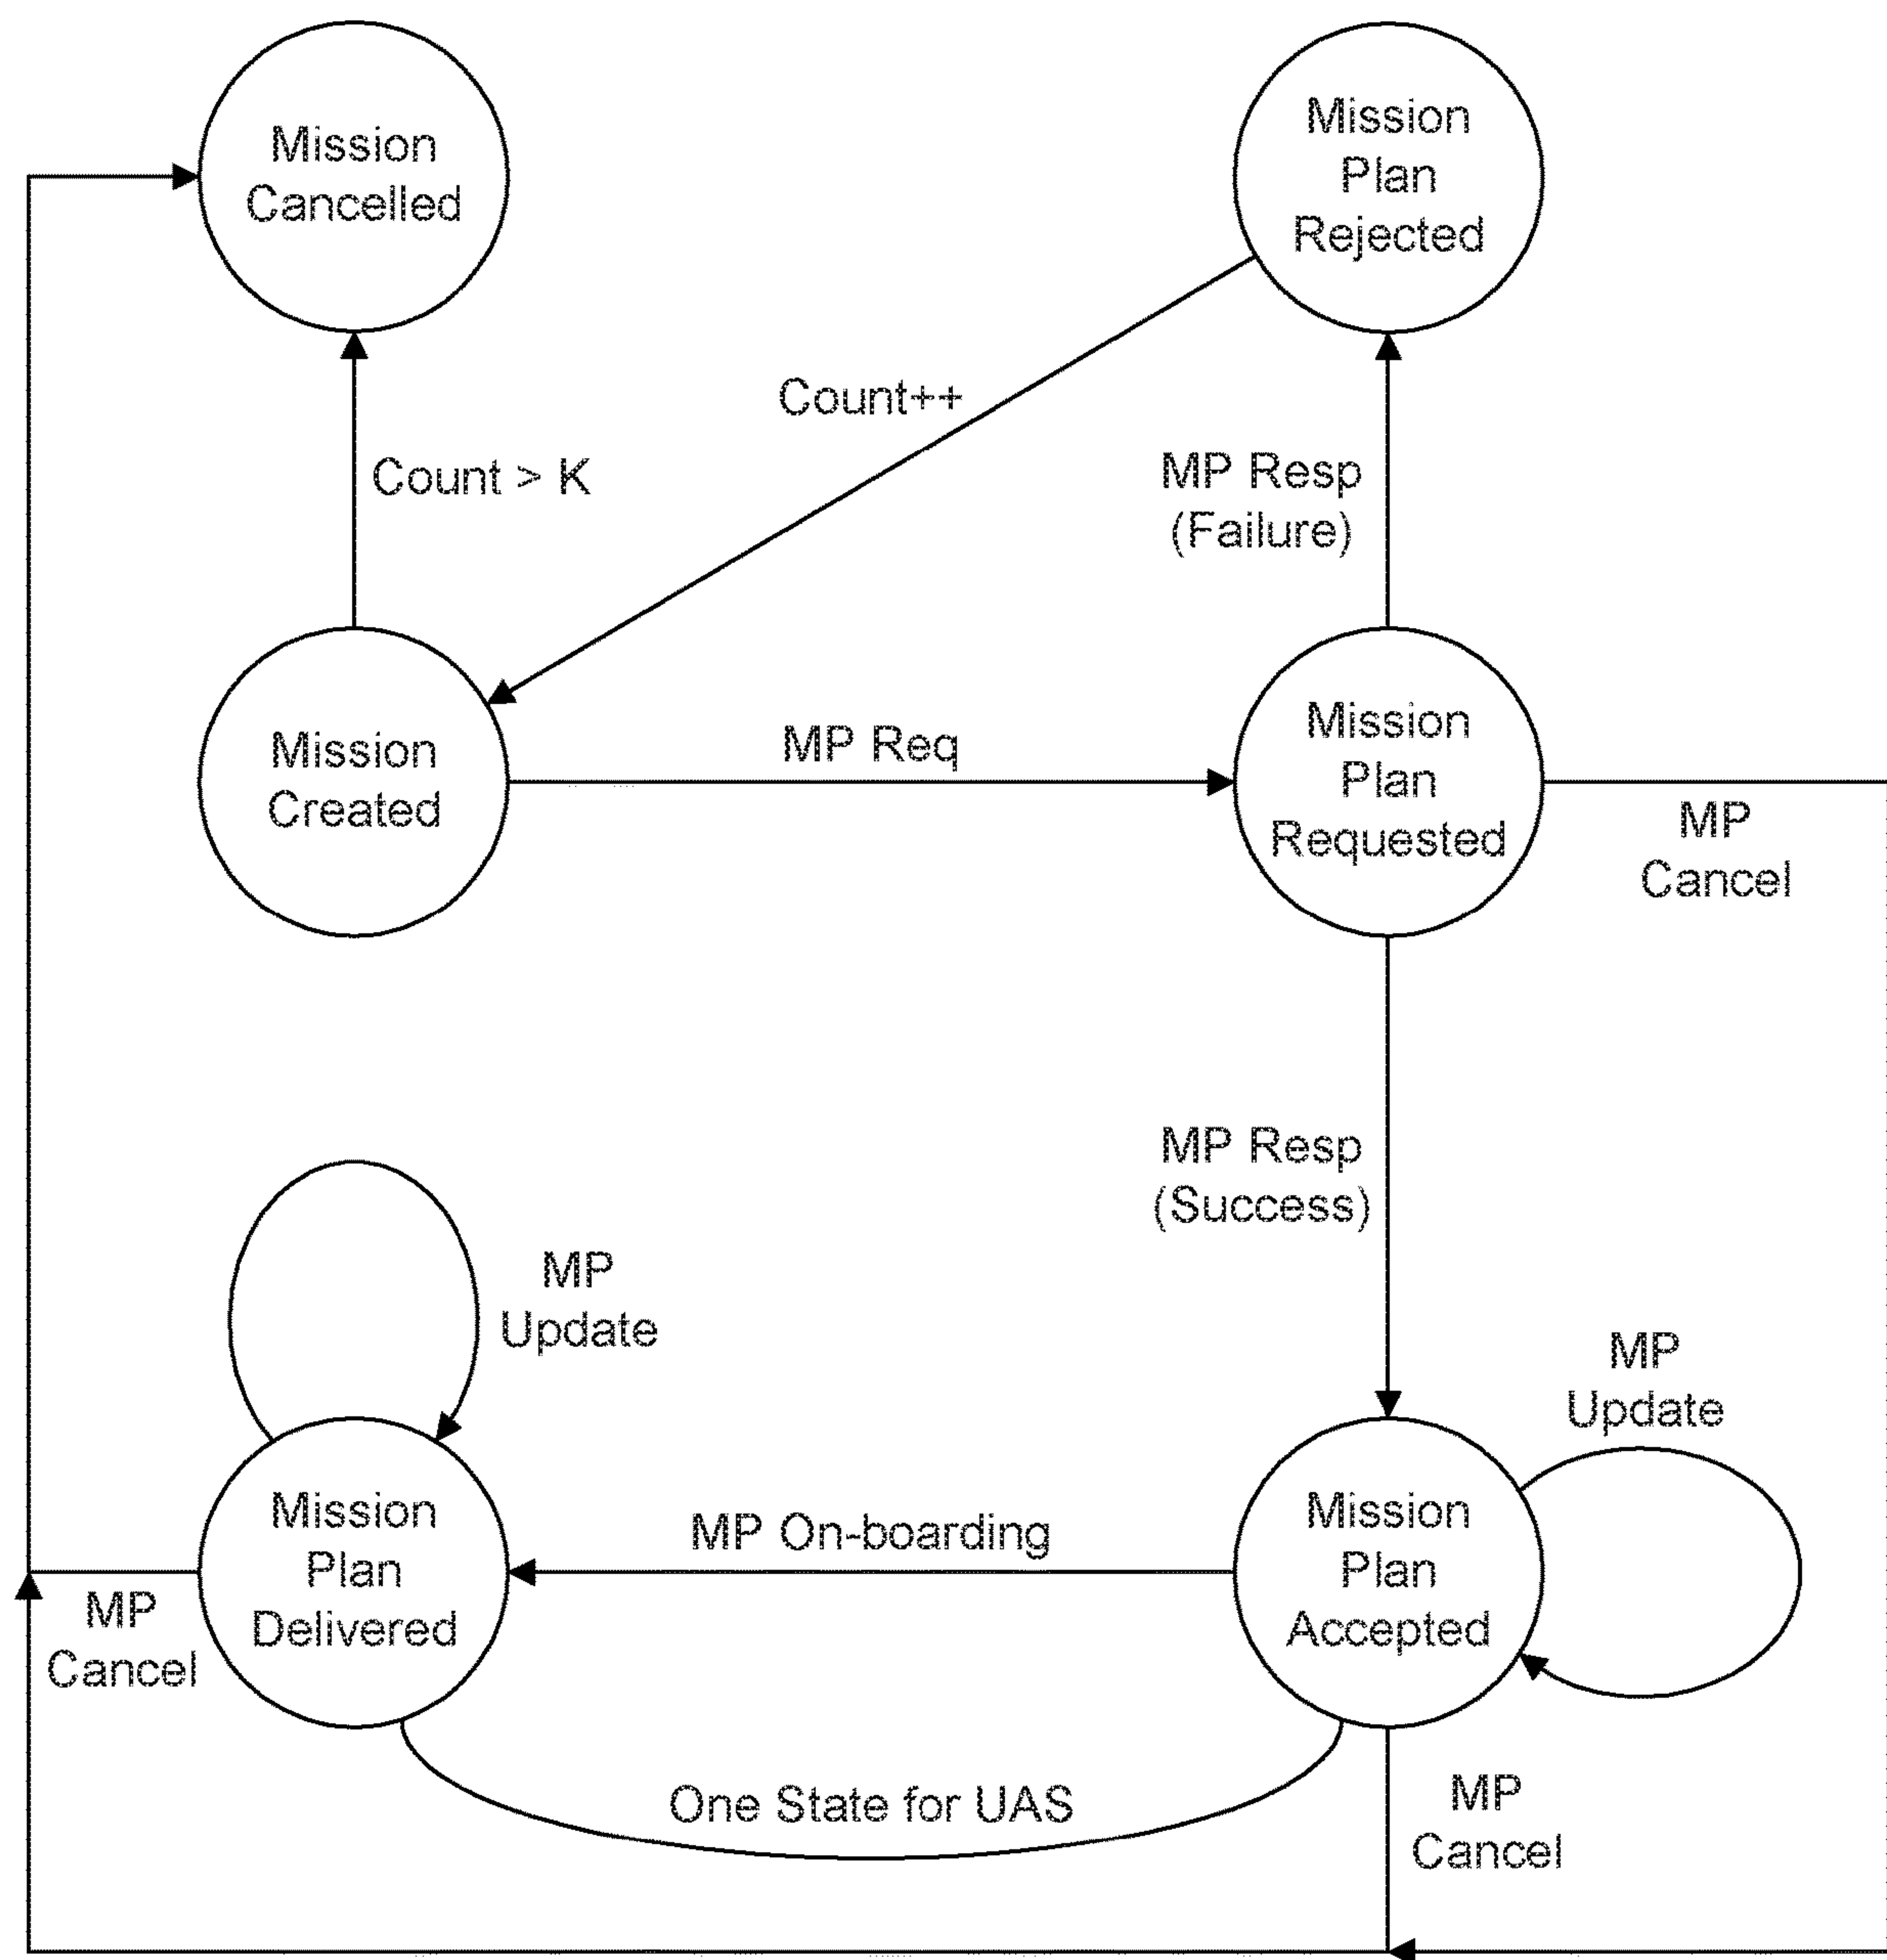 Mission
Cancelled
Mission
Plan
Rejected
Count++
Count > K
MP Resp
(Failure)
Mission
Created
MP Req
Mission
Plan
Requested
MP
Cancel
MP Resp
(Success)
MP
Update
MP
Update
Mission
Plan
Delivered
MP On-boarding
Mission
Plan
Accepted
MP
Cancel
One State for UAS
MP
Cancel